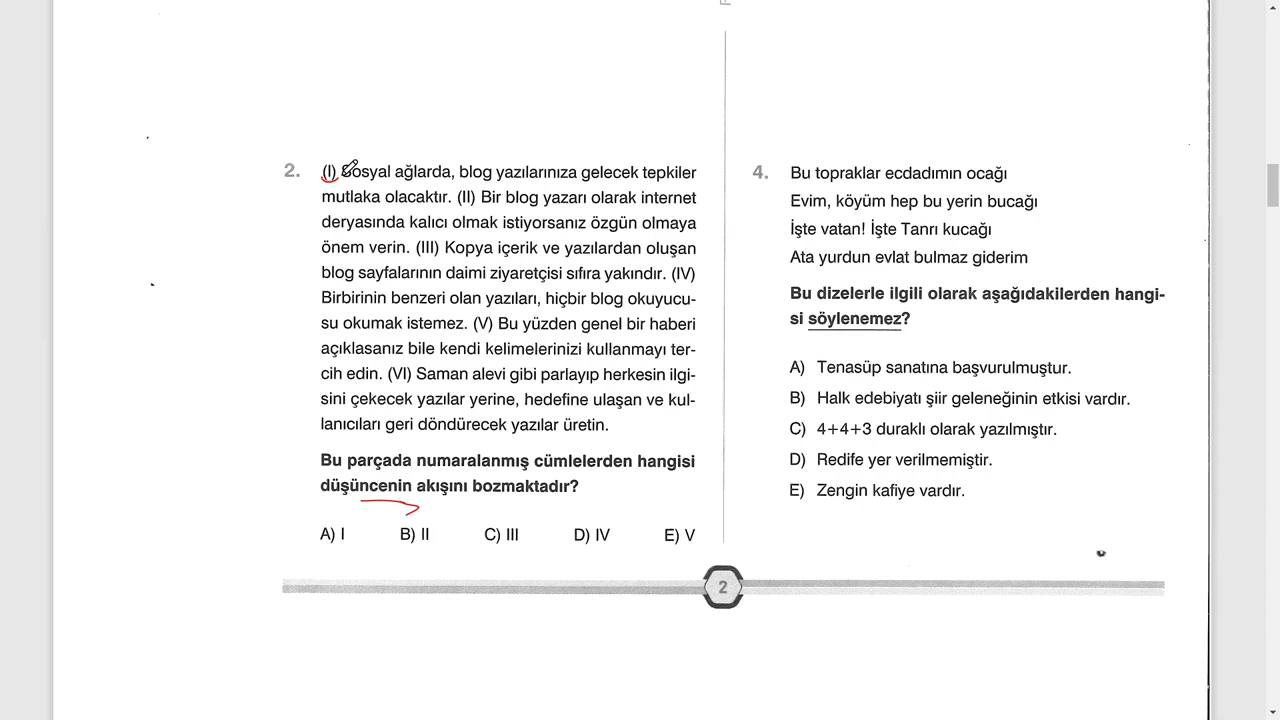 2. (I) Sosyal ağlarda, blog yazılarınıza gelecek tepkiler
mutlaka olacaktır. (II) Bir blog yazarı olarak internet
deryasında kalıcı olmak istiyorsanız özgün olmaya
önem verin. (III) Kopya içerik ve yazılardan oluşan
blog sayfalarının daimi ziyaretçisi sıfıra yakındır. (IV)
Birbirinin benzeri olan yazıları, hiçbir blog okuyucu-
su okumak istemez. (V) Bu yüzden genel bir haberi
açıklasanız bile kendi kelimelerinizi kullanmayı ter-
cih edin. (VI) Saman alevi gibi parlayıp herkesin ilgi-
sini çekecek yazılar yerine, hedefine ulaşan ve kul-
lanıcıları geri döndürecek yazılar üretin.
Bu parçada numaralanmış cümlelerden hangisi
düşüncenin akışını bozmaktadır?
A) I B) II C) III D) IV E) V
4. Bu topraklar ecdadımın ocağı
Evim, köyüm hep bu yerin bucağı
İşte vatan! İşte Tanrı kucağı
Ata yurdun evlat bulmaz giderim
Bu dizelerle ilgili olarak aşağıdakilerden hangi-
si söylenemez?
A) Tenasüp sanatına başvurulmuştur.
B) Halk edebiyatı şiir geleneğinin etkisi vardır.
C) 4+4+3 duraklı olarak yazılmıştır.
D) Redife yer verilmemiştir.
E) Zengin kafiye vardır.
2